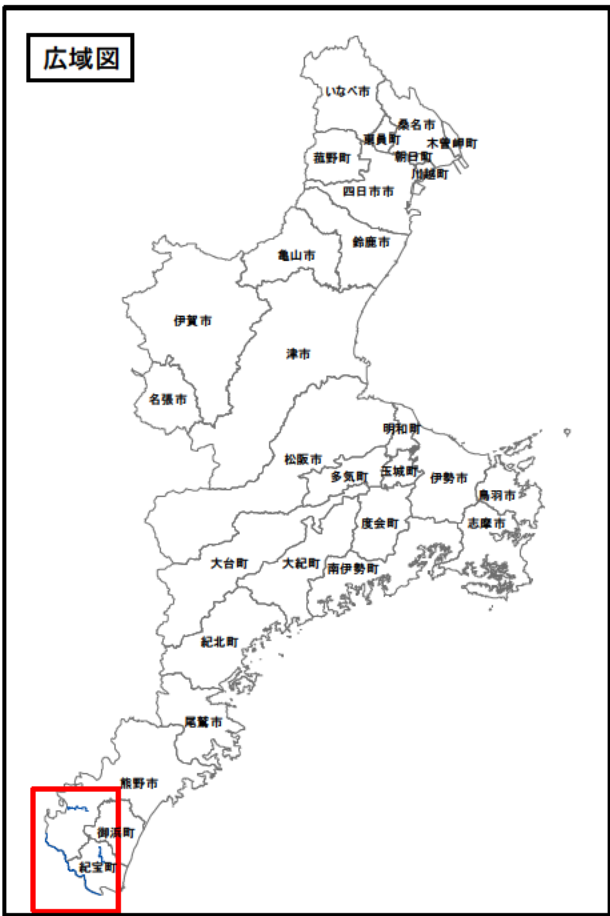 広域図
いなべ市
桑名市
東員町
木曽岬町
朝日町
菰野町
川越町
四日市市
鈴鹿市
亀山市
伊賀市
津市
名張市
明和町
松阪市
玉城町
多気町
伊勢市
鳥羽市
度会町
志摩市
大台町
大紀町
南伊勢町
紀北町
尾鷲市
熊野市
御浜町
紀宝町